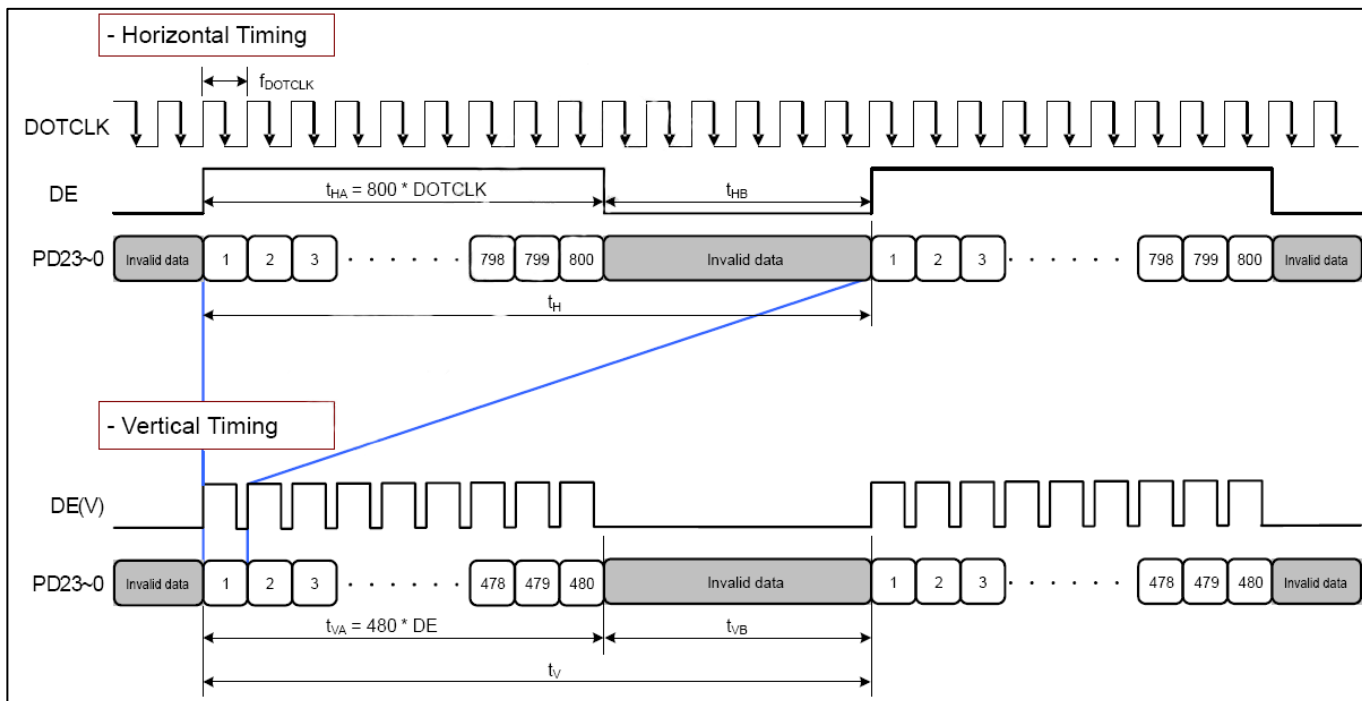 - Horizontal Timing
fDOTCLK
DOTCLK
DE
tHA = 800 * DOTCLK
tHB
PD23~0
Invalid data 1 2 3 · · · · · · 798 799 800 Invalid data 1 2 3 · · · · · · 798 799 800 Invalid data
tH
- Vertical Timing
DE(V)
PD23~0
Invalid data 1 2 3 · · · · · · 478 479 480 Invalid data 1 2 3 · · · · · · 478 479 480 Invalid data
tVA = 480 * DE
tVB
tV